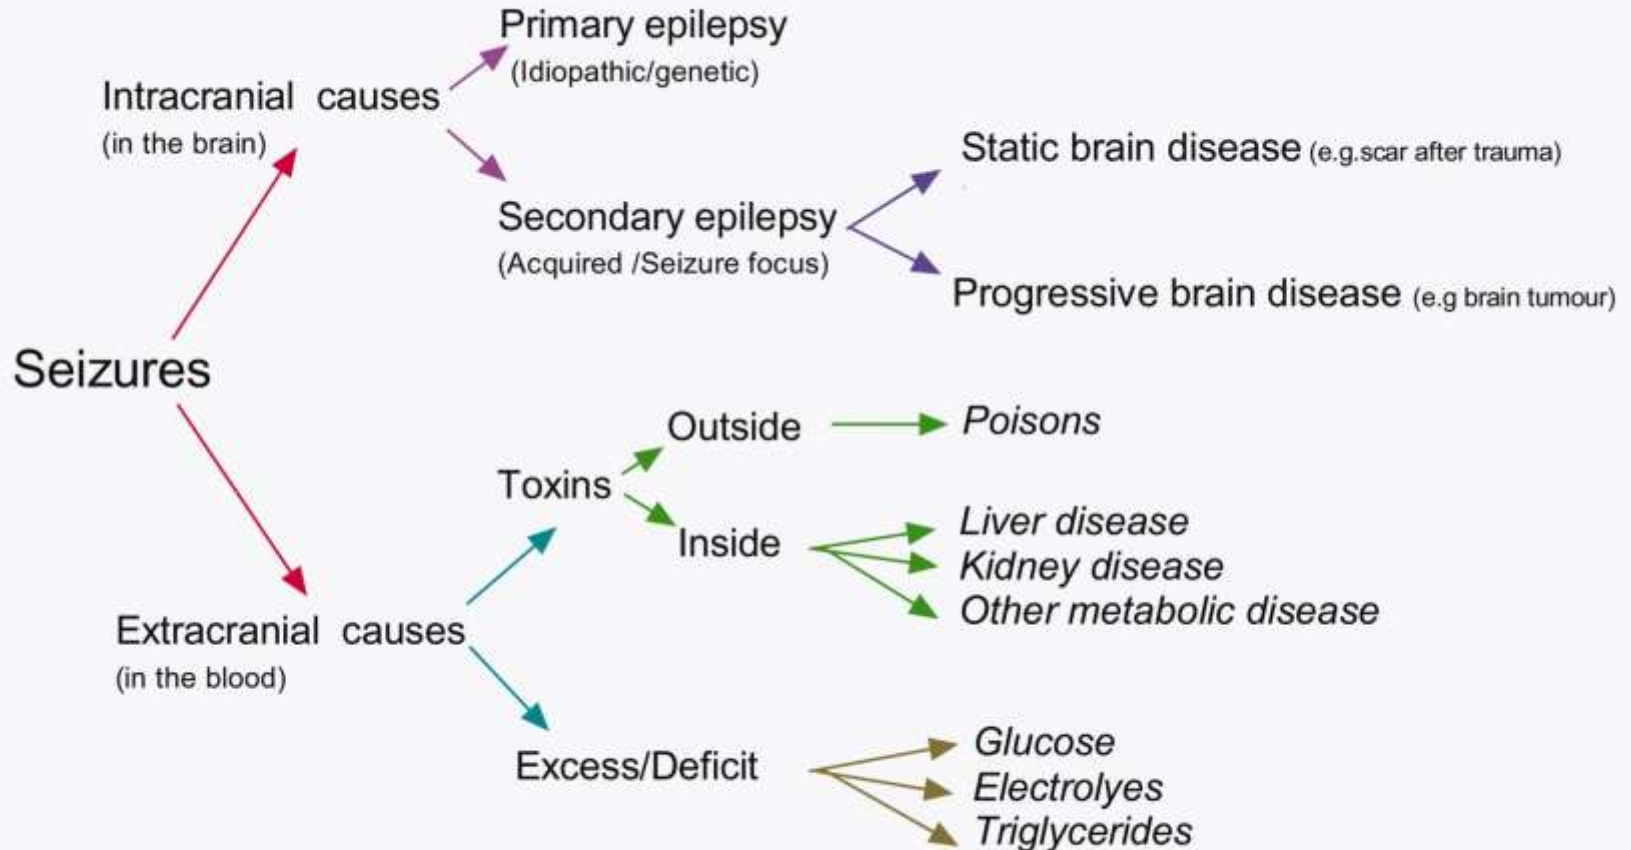 Primary epilepsy
(Idiopathic/genetic)
Intracranial causes
(in the brain)
Static brain disease (e.g.scar after trauma)
Secondary epilepsy
(Acquired /Seizure focus)
Progressive brain disease (e.g brain tumour)
Seizures
Outside
Poisons
Toxins
Inside
Liver disease
Kidney disease
Other metabolic disease
Extracranial causes
(in the blood)
Excess/Deficit
Glucose
Electrolyes
Triglycerides